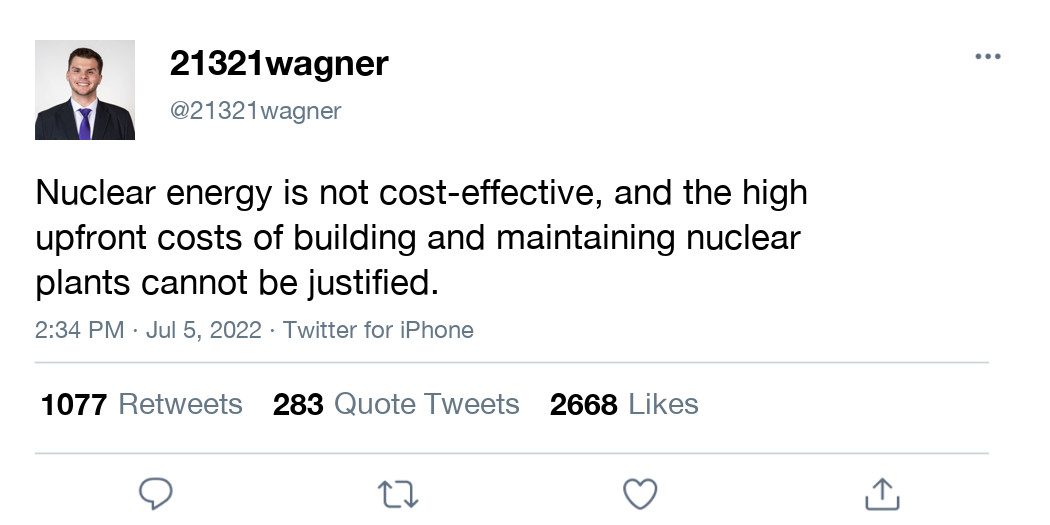 21321wagner
@21321wagner
Nuclear energy is not cost-effective, and the high
upfront costs of building and maintaining nuclear
plants cannot be justified.
2:34 PM · Jul 5, 2022 · Twitter for iPhone
1077 Retweets 283 Quote Tweets 2668 Likes